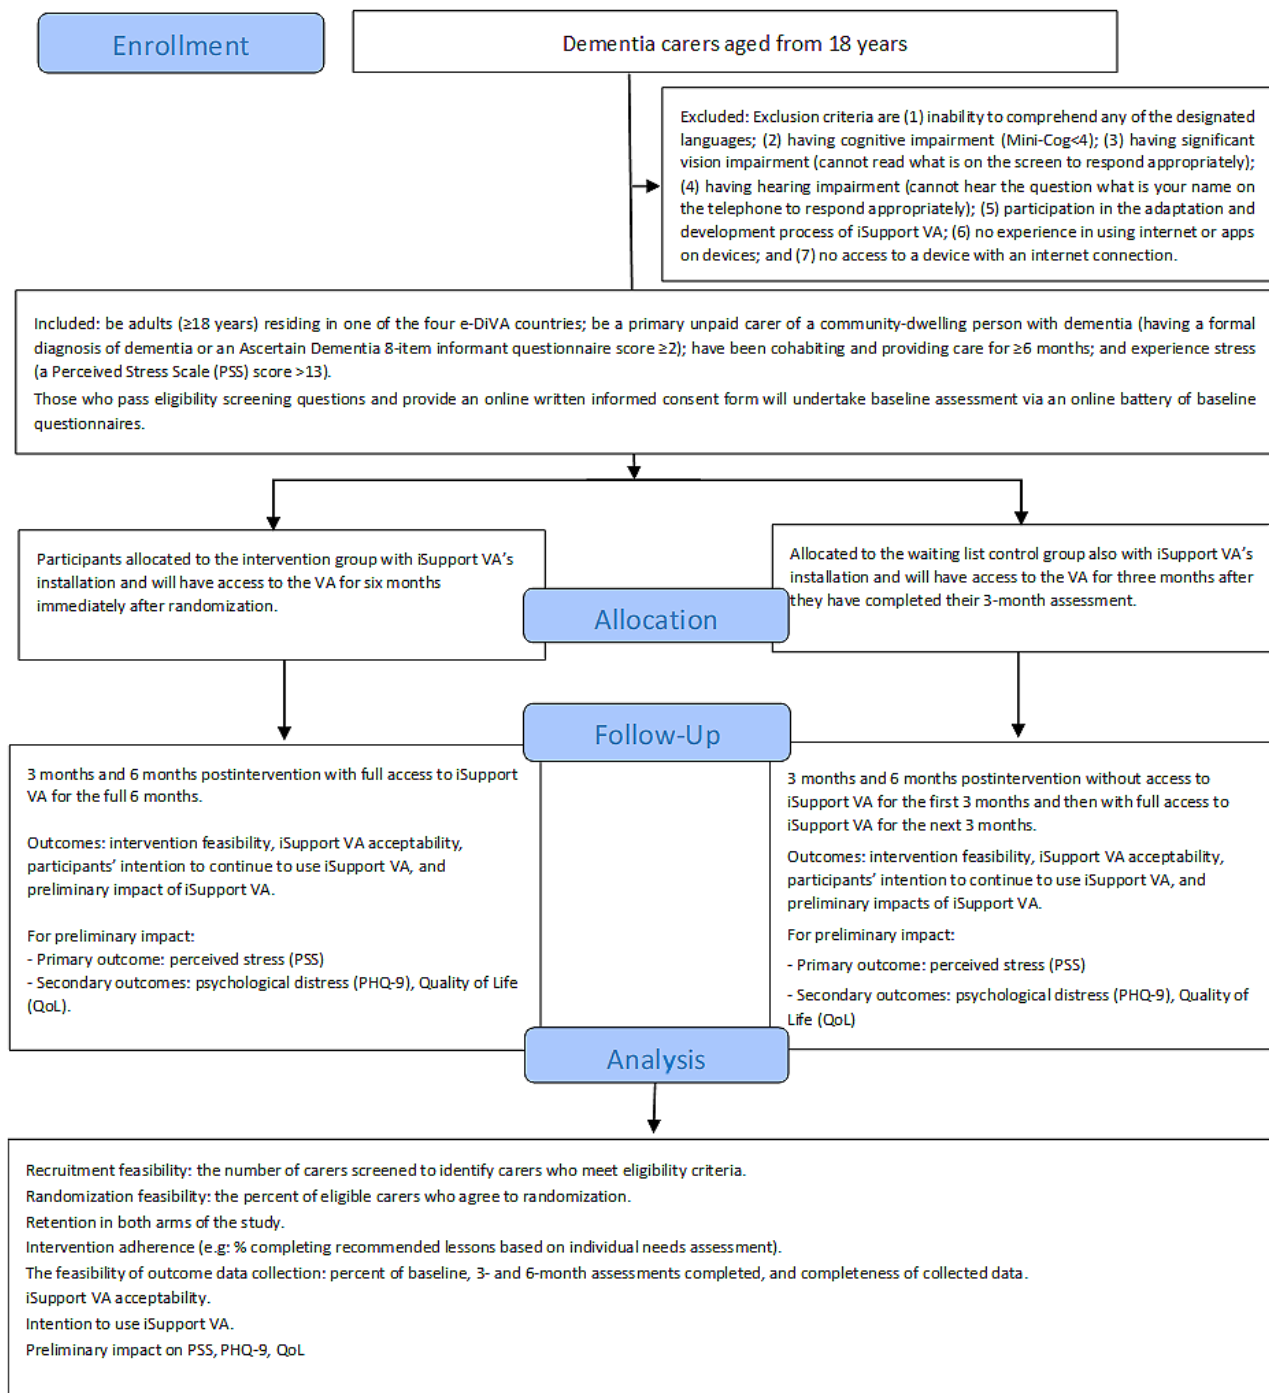 Enrollment
Dementia carers aged from 18 years
Excluded: Exclusion criteria are (1) inability to comprehend any of the designated
languages; (2) having cognitive impairment (Mini-Cog<4); (3) having significant
vision impairment (cannot read what is on the screen to respond appropriately);
(4) having hearing impairment (cannot hear the question what is your name on
the telephone to respond appropriately); (5) participation in the adaptation and
development process of iSupport VA; (6) no experience in using internet or apps
on devices; and (7) no access to a device with an internet connection.
Included: be adults (≥18 years) residing in one of the four e-DiVA countries; be a primary unpaid carer of a community-dwelling person with dementia (having a formal
diagnosis of dementia or an Ascertain Dementia 8-item informant questionnaire score ≥2); have been cohabiting and providing care for ≥6 months; and experience stress
(a Perceived Stress Scale (PSS) score >13).
Those who pass eligibility screening questions and provide an online written informed consent form will undertake baseline assessment via an online battery of baseline
questionnaires.
Participants allocated to the intervention group with iSupport VA's
installation and will have access to the VA for six months
immediately after randomization.
Allocated to the waiting list control group also with iSupport VA's
installation and will have access to the VA for three months after
they have completed their 3-month assessment.
Allocation
Follow-Up
3 months and 6 months postintervention with full access to iSupport
VA for the full 6 months.
Outcomes: intervention feasibility, iSupport VA acceptability,
participants' intention to continue to use iSupport VA, and
preliminary impact of iSupport VA.
For preliminary impact:
- Primary outcome: perceived stress (PSS)
- Secondary outcomes: psychological distress (PHQ-9), Quality of Life
(QoL).
3 months and 6 months postintervention without access to
iSupport VA for the first 3 months and then with full access to
iSupport VA for the next 3 months.
Outcomes: intervention feasibility, iSupport VA acceptability,
participants' intention to continue to use iSupport VA, and
preliminary impacts of iSupport VA.
For preliminary impact:
- Primary outcome: perceived stress (PSS)
- Secondary outcomes: psychological distress (PHQ-9), Quality of
Life (QoL)
Analysis
Recruitment feasibility: the number of carers screened to identify carers who meet eligibility criteria.
Randomization feasibility: the percent of eligible carers who agree to randomization.
Retention in both arms of the study.
Intervention adherence (e.g: % completing recommended lessons based on individual needs assessment).
The feasibility of outcome data collection: percent of baseline, 3- and 6-month assessments completed, and completeness of collected data.
iSupport VA acceptability.
Intention to use iSupport VA.
Preliminary impact on PSS, PHQ-9, QoL